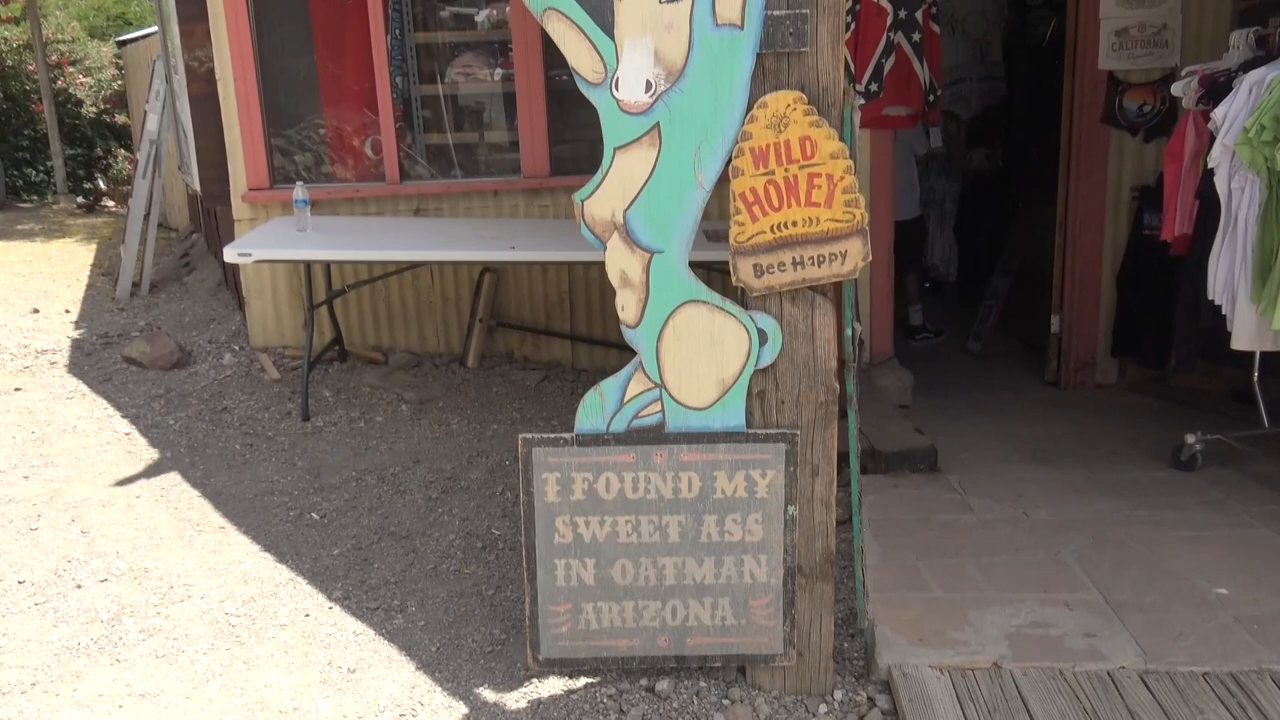 CALIFORNIA
WILD
HONEY
Bee Happy
I FOUND MY
SWEET ASS
IN OATMAN,
ARIZONA.